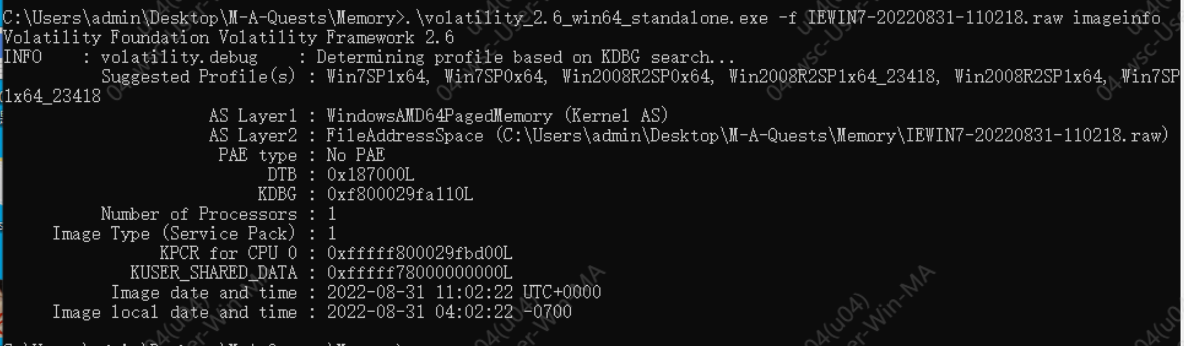 C:\Users\admin\Desktop\M-A-Quests\Memory>.\volatility_2.6_win64_standalone.exe -f IEWIN7-20220831-110218.raw imageinfo
Volatility Foundation Volatility Framework 2.6
INFO    : volatility.debug    : Determining profile based on KDBG search...
          Suggested Profile(s) : Win7SP1x64, Win7SP0x64, Win2008R2SP0x64, Win2008R2SP1x64_23418, Win2008R2SP1x64, Win7SP
1x64_23418
                     AS Layer1 : WindowsAMD64PagedMemory (Kernel AS)
                     AS Layer2 : FileAddressSpace (C:\Users\admin\Desktop\M-A-Quests\Memory\IEWIN7-20220831-110218.raw)
                      PAE type : No PAE
                           DTB : 0x187000L
                          KDBG : 0xf800029fa110L
          Number of Processors : 1
     Image Type (Service Pack) : 1
                KPCR for CPU 0 : 0xfffff800029fbd00L
             KUSER_SHARED_DATA : 0xfffff78000000000L
           Image date and time : 2022-08-31 11:02:22 UTC+0000
     Image local date and time : 2022-08-31 04:02:22 -0700